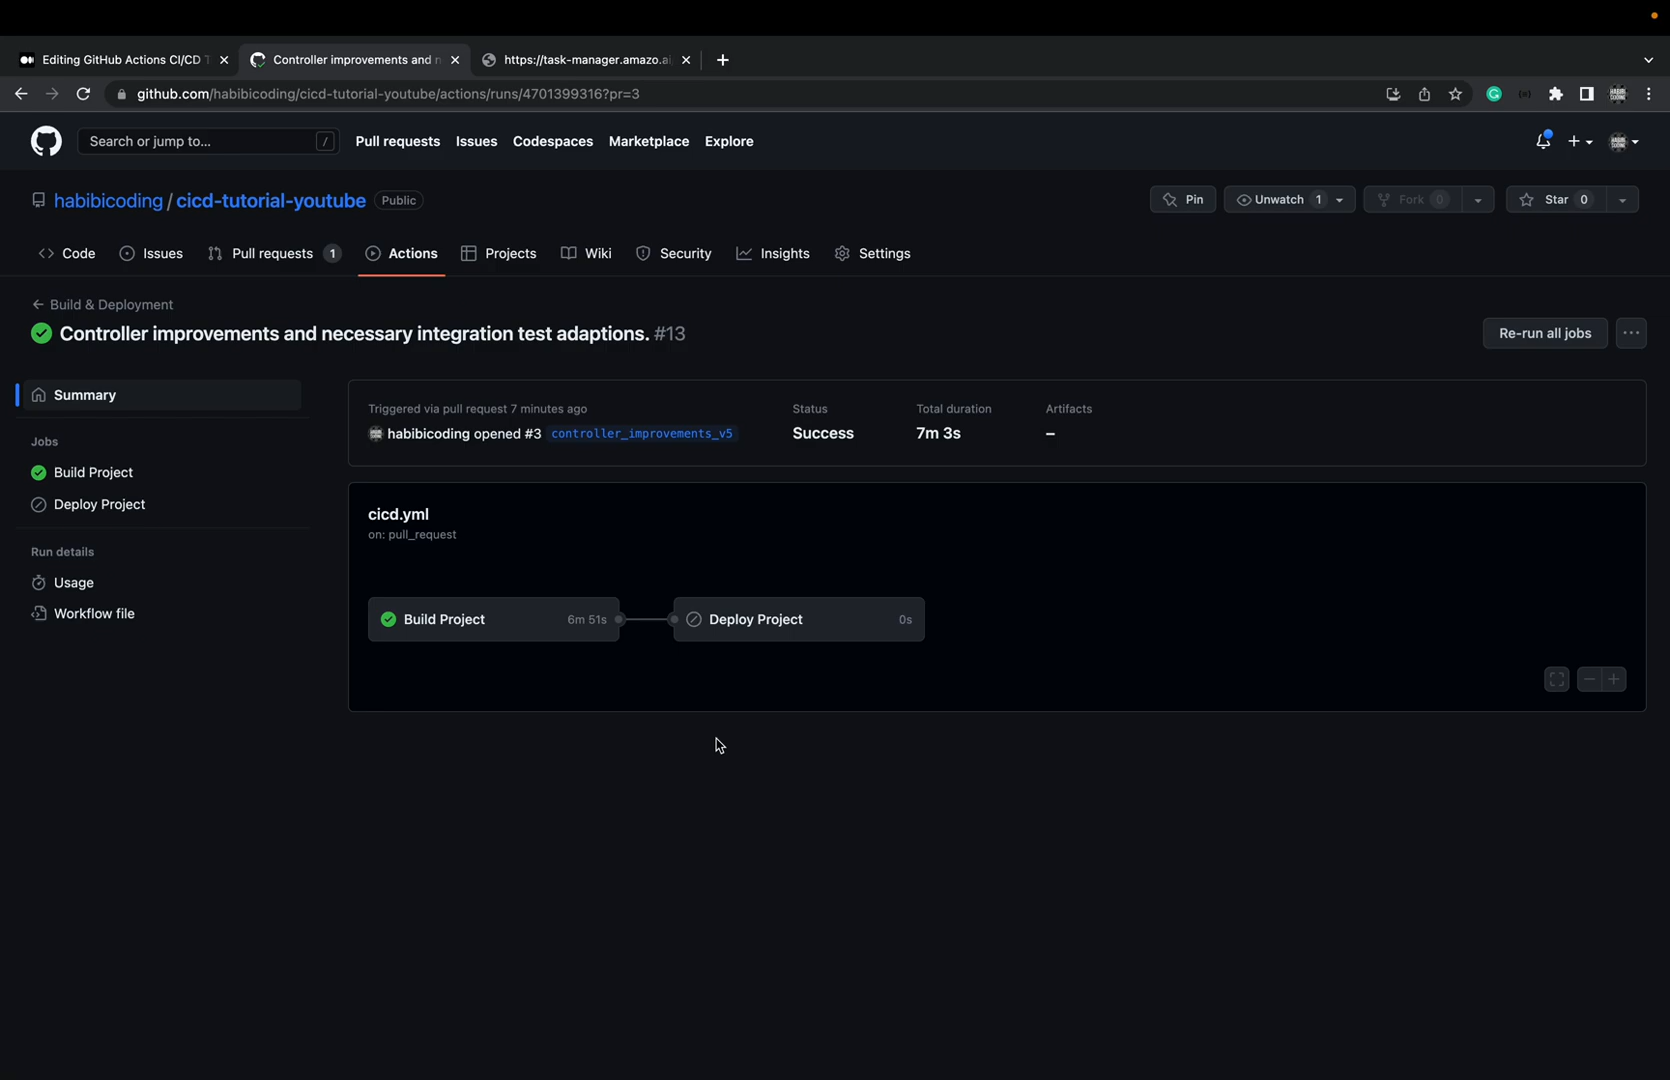 Editing GitHub Actions CI/CD T
Controller improvements and n
https://task-manager.amazo.ai
github.com/habibicoding/cicd-tutorial-youtube/actions/runs/4701399316?pr=3
Search or jump to... /
Pull requests
Issues
Codespaces
Marketplace
Explore
habibicoding / cicd-tutorial-youtube Public
Pin
Unwatch 1
Fork 0
Star 0
Code
Issues
Pull requests 1
Actions
Projects
Wiki
Security
Insights
Settings
Build & Deployment
Controller improvements and necessary integration test adaptions. #13
Re-run all jobs
Summary
Jobs
Build Project
Deploy Project
Run details
Usage
Workflow file
Triggered via pull request 7 minutes ago
habibicoding opened #3 controller_improvements_v5
Status
Success
Total duration
7m 3s
Artifacts
–
cicd.yml
on: pull_request
Build Project 6m 51s
Deploy Project 0s